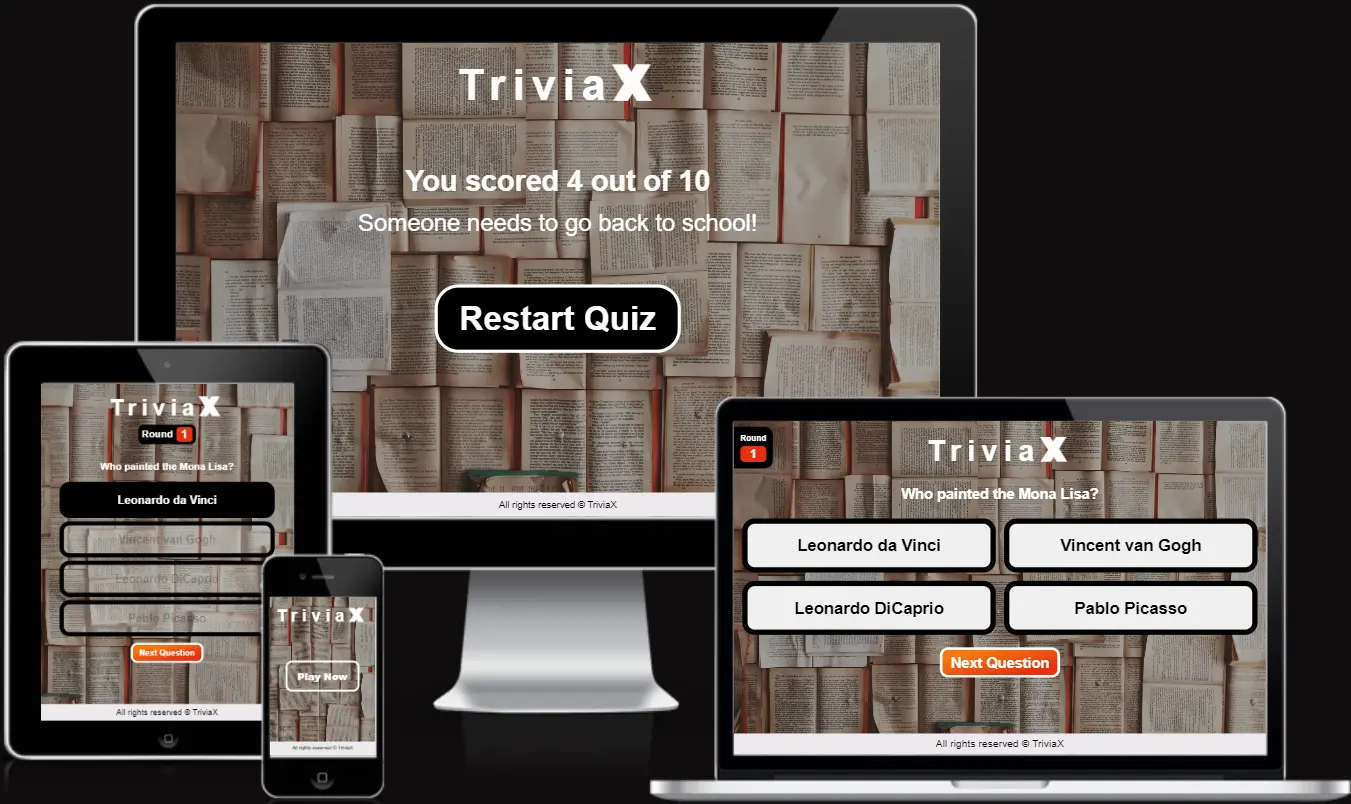 TriviaX
You scored 4 out of 10
Someone needs to go back to school!
Restart Quiz
All rights reserved © TriviaX
TriviaX
Round 1
Who painted the Mona Lisa?
Leonardo da Vinci
Vincent van Gogh
Leonardo DiCaprio
Pablo Picasso
Next Question
All rights reserved © TriviaX
TriviaX
Play Now
All rights reserved © TriviaX
Round
1
TriviaX
Who painted the Mona Lisa?
Leonardo da Vinci
Vincent van Gogh
Leonardo DiCaprio
Pablo Picasso
Next Question
All rights reserved © TriviaX